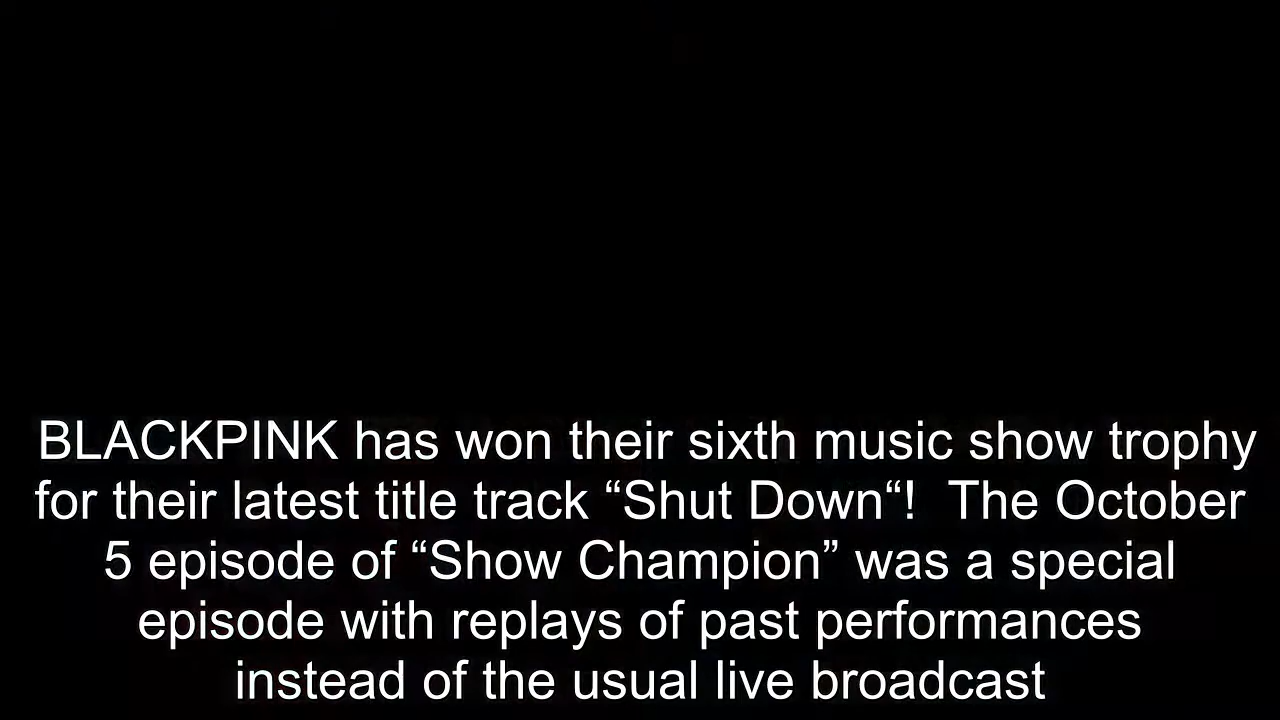 BLACKPINK has won their sixth music show trophy
for their latest title track “Shut Down“!  The October
5 episode of “Show Champion” was a special
episode with replays of past performances
instead of the usual live broadcast